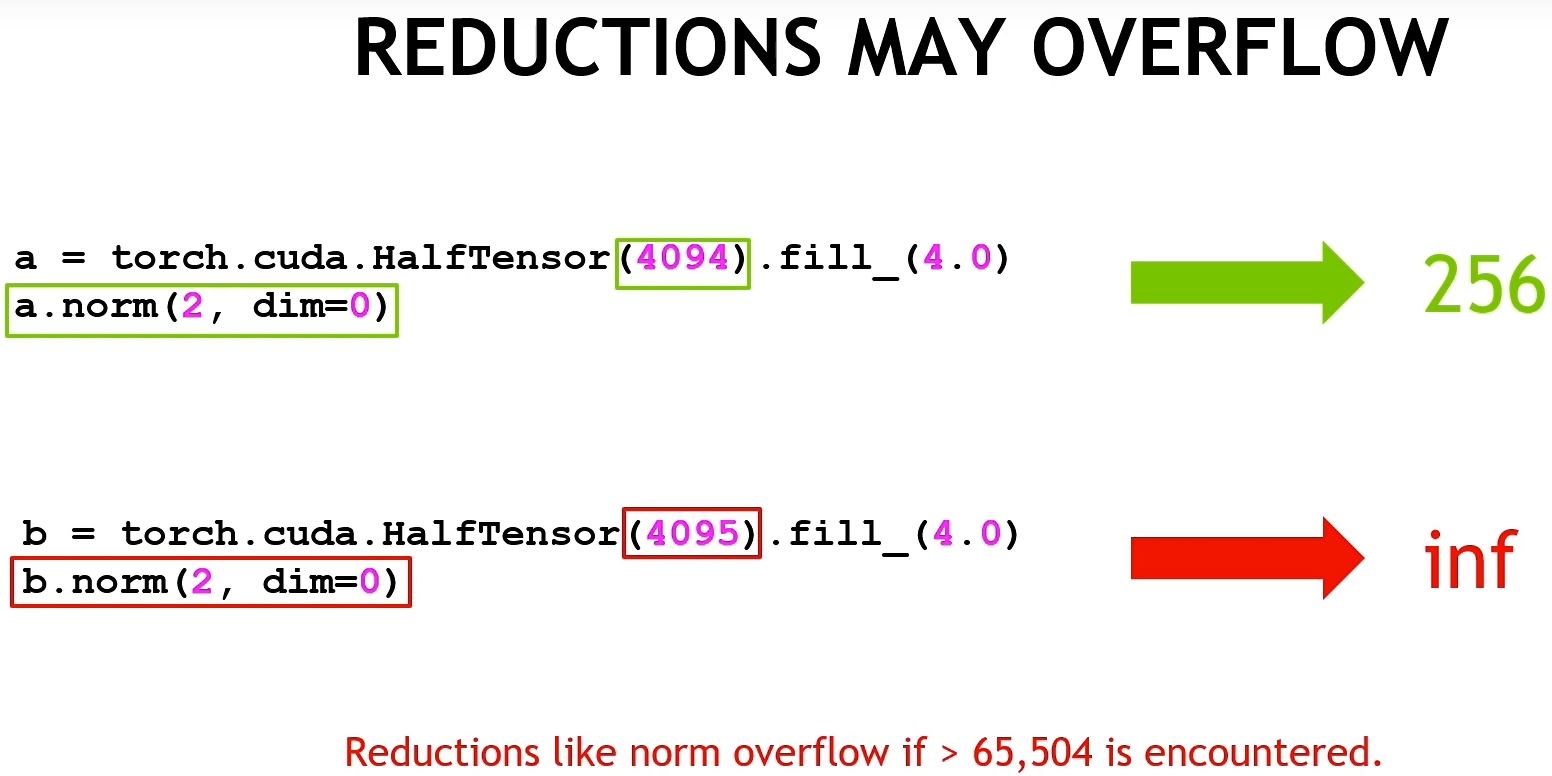 REDUCTIONS MAY OVERFLOW
a = torch.cuda.HalfTensor(4094).fill_(4.0)
a.norm(2, dim=0)
256
b = torch.cuda.HalfTensor(4095).fill_(4.0)
b.norm(2, dim=0)
inf
Reductions like norm overflow if > 65,504 is encountered.